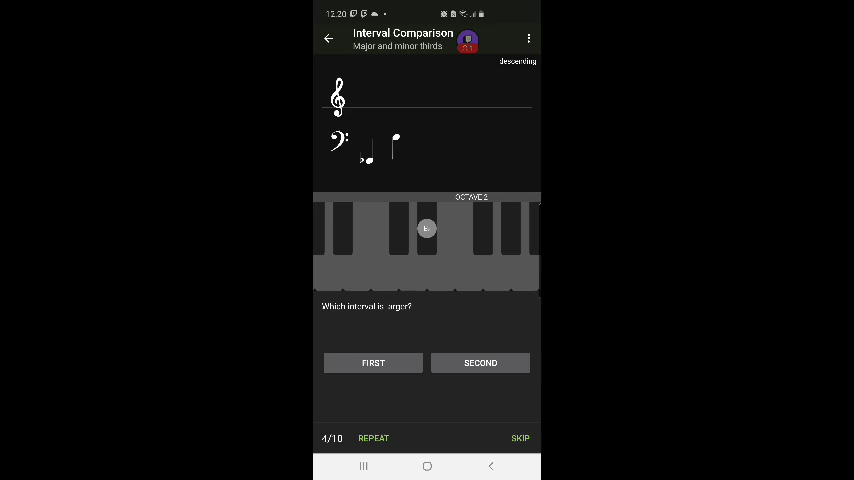 12.20
Interval Comparison
Major and minor thirds
descending
OCTAVE 2
Which interval is larger?
FIRST SECOND
4/10 REPEAT SKIP